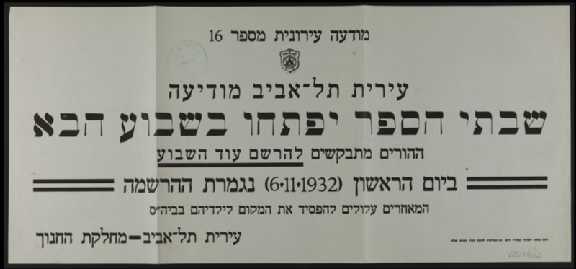 מודעה עירונית מספר 16
עירית תל־אביב מודיעה
שבתי הספר יפתחו בשבוע הבא
ההורים מתבקשים להרשם עוד השבוע
ביום הראשון (6·11·1932) נגמרת ההרשמה
המאחרים עלולים להפסיד את המקום לילדיהם בביה״ס
עירית תל־אביב—מחלקת החנוך